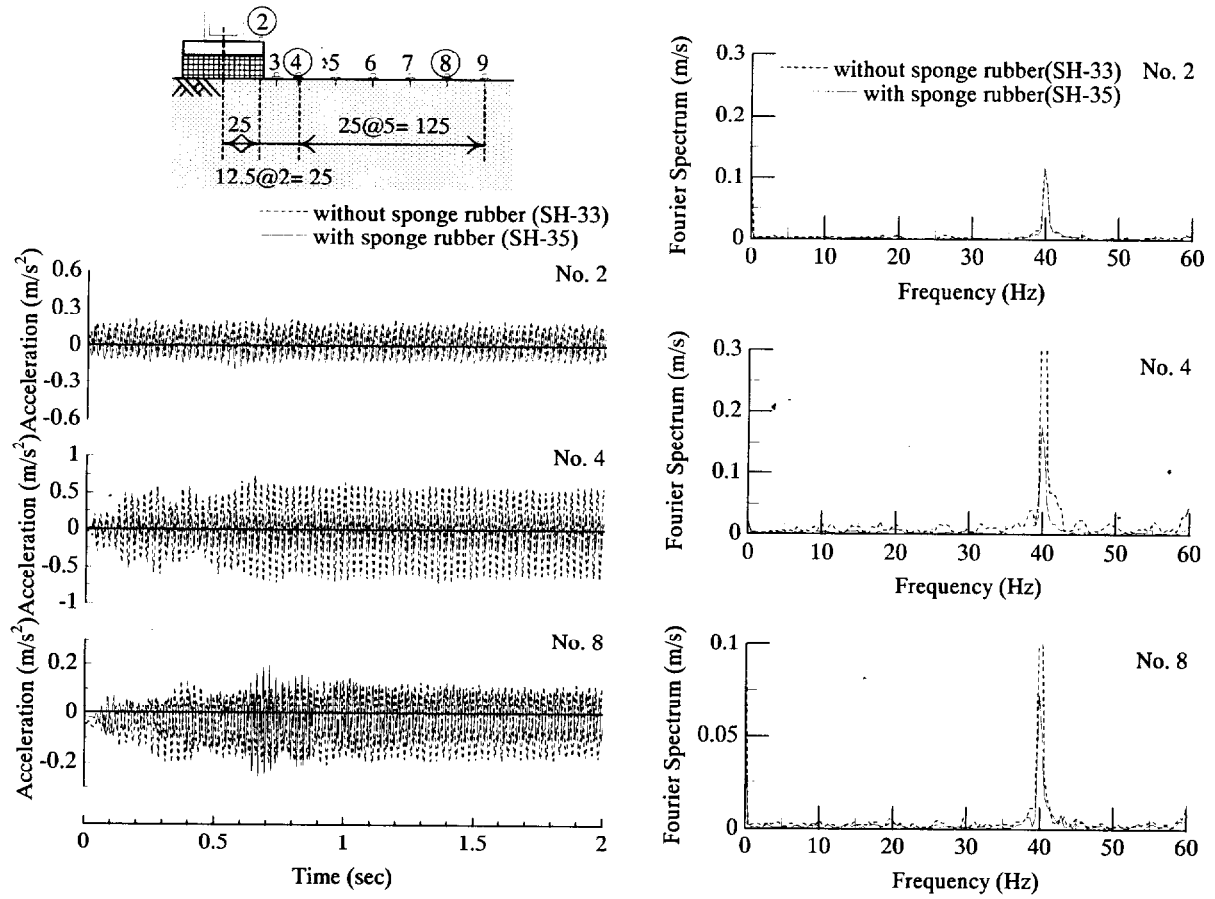 2
3 4 5 6 7 8 9
25
25@5= 125
12.5@2= 25
without sponge rubber (SH-33)
with sponge rubber (SH-35)
No. 2
Acceleration (m/s²)
0.6
0.3
0
-0.3
-0.6
No. 4
Acceleration (m/s²)
1
0.5
0
-0.5
-1
No. 8
Acceleration (m/s²)
0.2
0
-0.2
0 0.5 1 1.5 2
Time (sec)
without sponge rubber(SH-33)
with sponge rubber(SH-35)
No. 2
Fourier Spectrum (m/s)
0.3
0.2
0.1
0
0 10 20 30 40 50 60
Frequency (Hz)
No. 4
Fourier Spectrum (m/s)
0.3
0.2
0.1
0
0 10 20 30 40 50 60
Frequency (Hz)
No. 8
Fourier Spectrum (m/s)
0.1
0.05
0
0 10 20 30 40 50 60
Frequency (Hz)